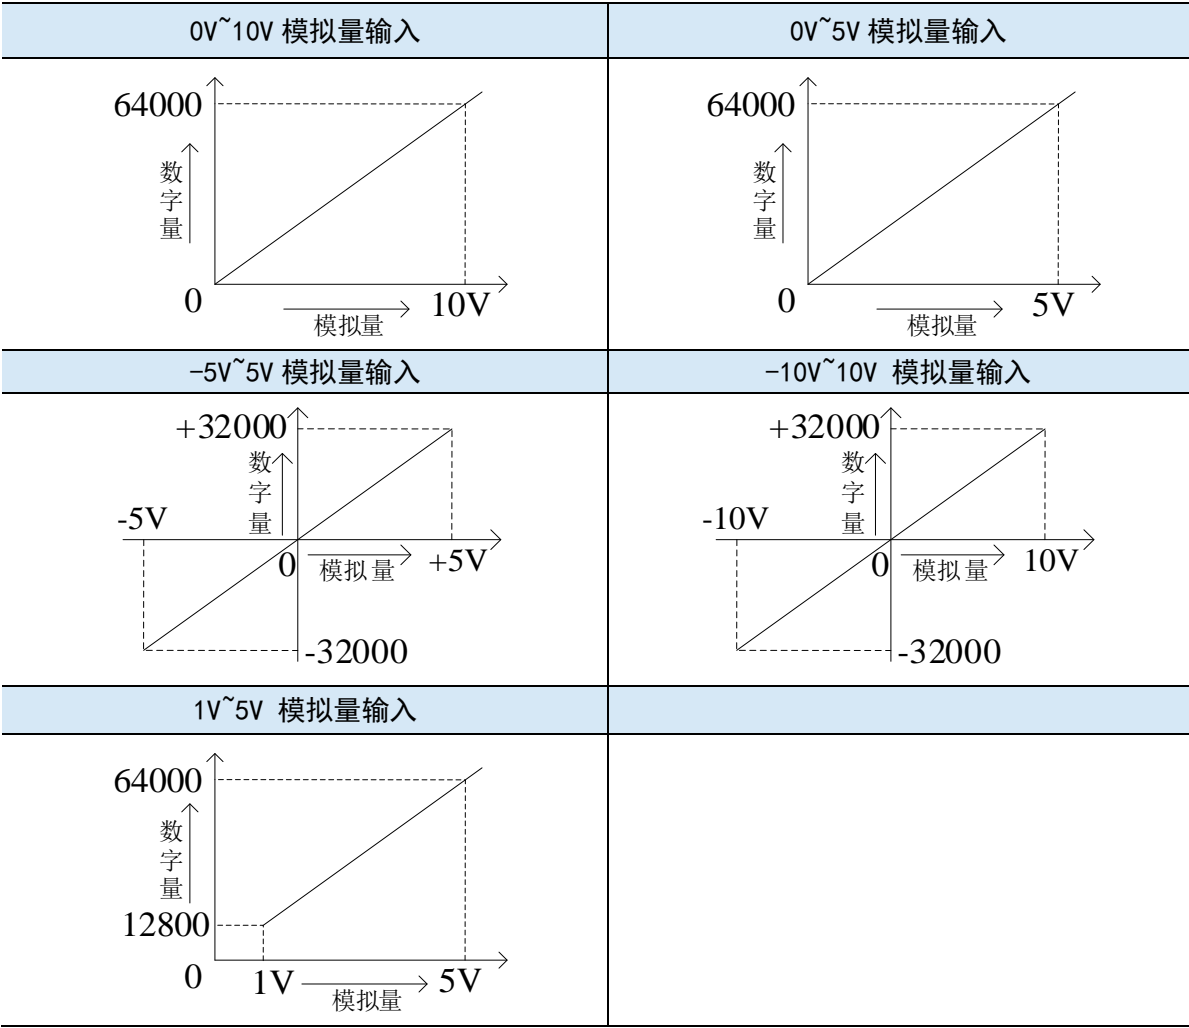 0V~10V 模拟量输入
0V~5V 模拟量输入
64000
数字量
0
模拟量
10V
64000
数字量
0
模拟量
5V
-5V~5V 模拟量输入
-10V~10V 模拟量输入
+32000
数字量
-5V
0
模拟量
+5V
-32000
+32000
数字量
-10V
0
模拟量
10V
-32000
1V~5V 模拟量输入
64000
数字量
12800
0
1V
模拟量
5V